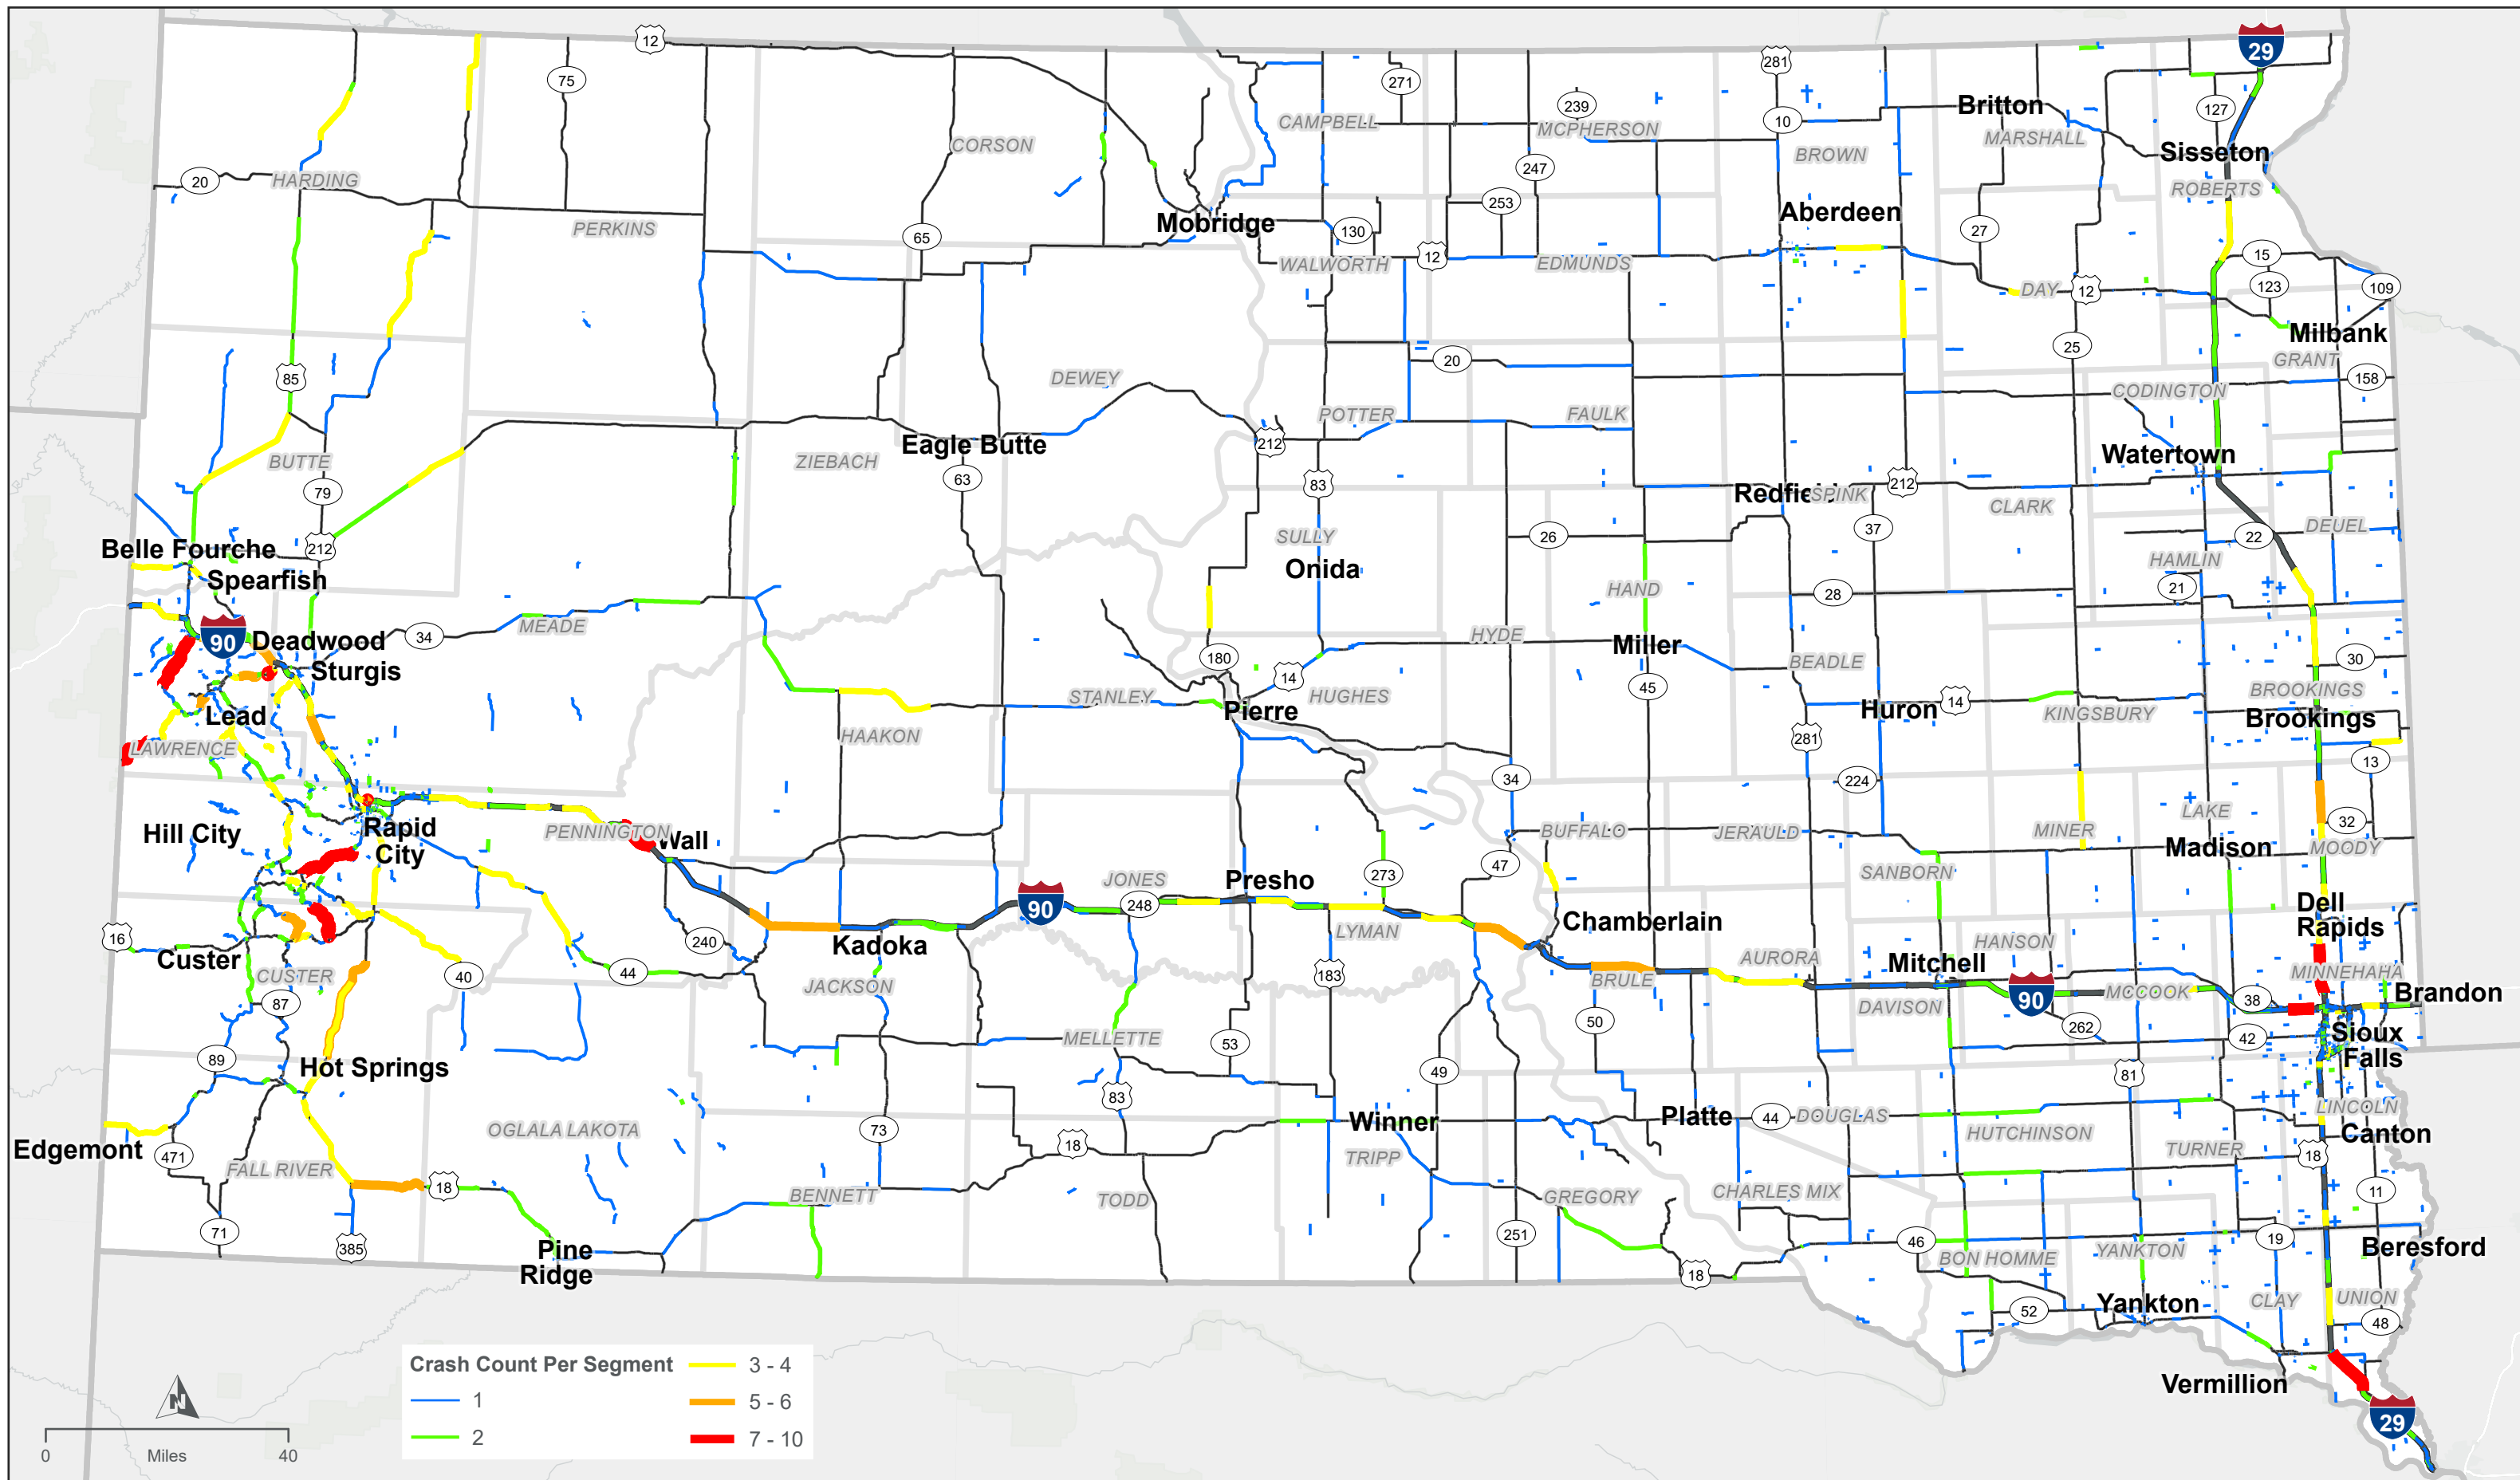 12
29
75
281
271
239
127
10
Britton
CAMPBELL
MCPHERSON
MARSHALL
CORSON
BROWN
Sisseton
247
20
HARDING
ROBERTS
253
Aberdeen
Mobridge
PERKINS
65
130
27
12
15
WALWORTH
EDMUNDS
DAY
12
123
109
Milbank
25
20
GRANT
85
DEWEY
158
CODINGTON
POTTER
FAULK
212
Eagle Butte
Watertown
BUTTE
ZIEBACH
63
83
79
Redfie
SPINK
212
CLARK
37
DEUEL
SULLY
26
22
Belle Fourche
212
HAMLIN
Onida
Spearfish
21
HAND
28
MEADE
90
Deadwood
34
HYDE
Miller
180
30
Sturgis
14
BEADLE
STANLEY
HUGHES
45
BROOKINGS
Lead
Pierre
Huron
14
KINGSBURY
Brookings
LAWRENCE
HAAKON
281
13
34
224
LAKE
32
Hill City
Rapid
City
PENNINGTON
Wall
BUFFALO
JERAULD
MINER
Madison
MOODY
47
273
SANBORN
JONES
Presho
90
248
Dell
Rapids
Chamberlain
16
LYMAN
240
Kadoka
HANSON
Custer
AURORA
Mitchell
CUSTER
40
44
183
BRULE
MINNEHAHA
JACKSON
90
MCCOOK
Brandon
87
38
DAVISON
50
262
Sioux
Falls
42
MELLETTE
53
89
Hot Springs
49
81
83
LINCOLN
Edgemont
73
Winner
Platte
44
DOUGLAS
OGLALA LAKOTA
HUTCHINSON
Canton
471
18
TURNER
18
FALL RIVER
TRIPP
18
BENNETT
TODD
GREGORY
CHARLES MIX
11
71
251
385
46
19
Pine
Ridge
BON HOMME
YANKTON
Beresford
18
52
Yankton
CLAY
UNION
48
Crash Count Per Segment
3 - 4
1
5 - 6
2
7 - 10
Vermillion
N
29
0
Miles
40